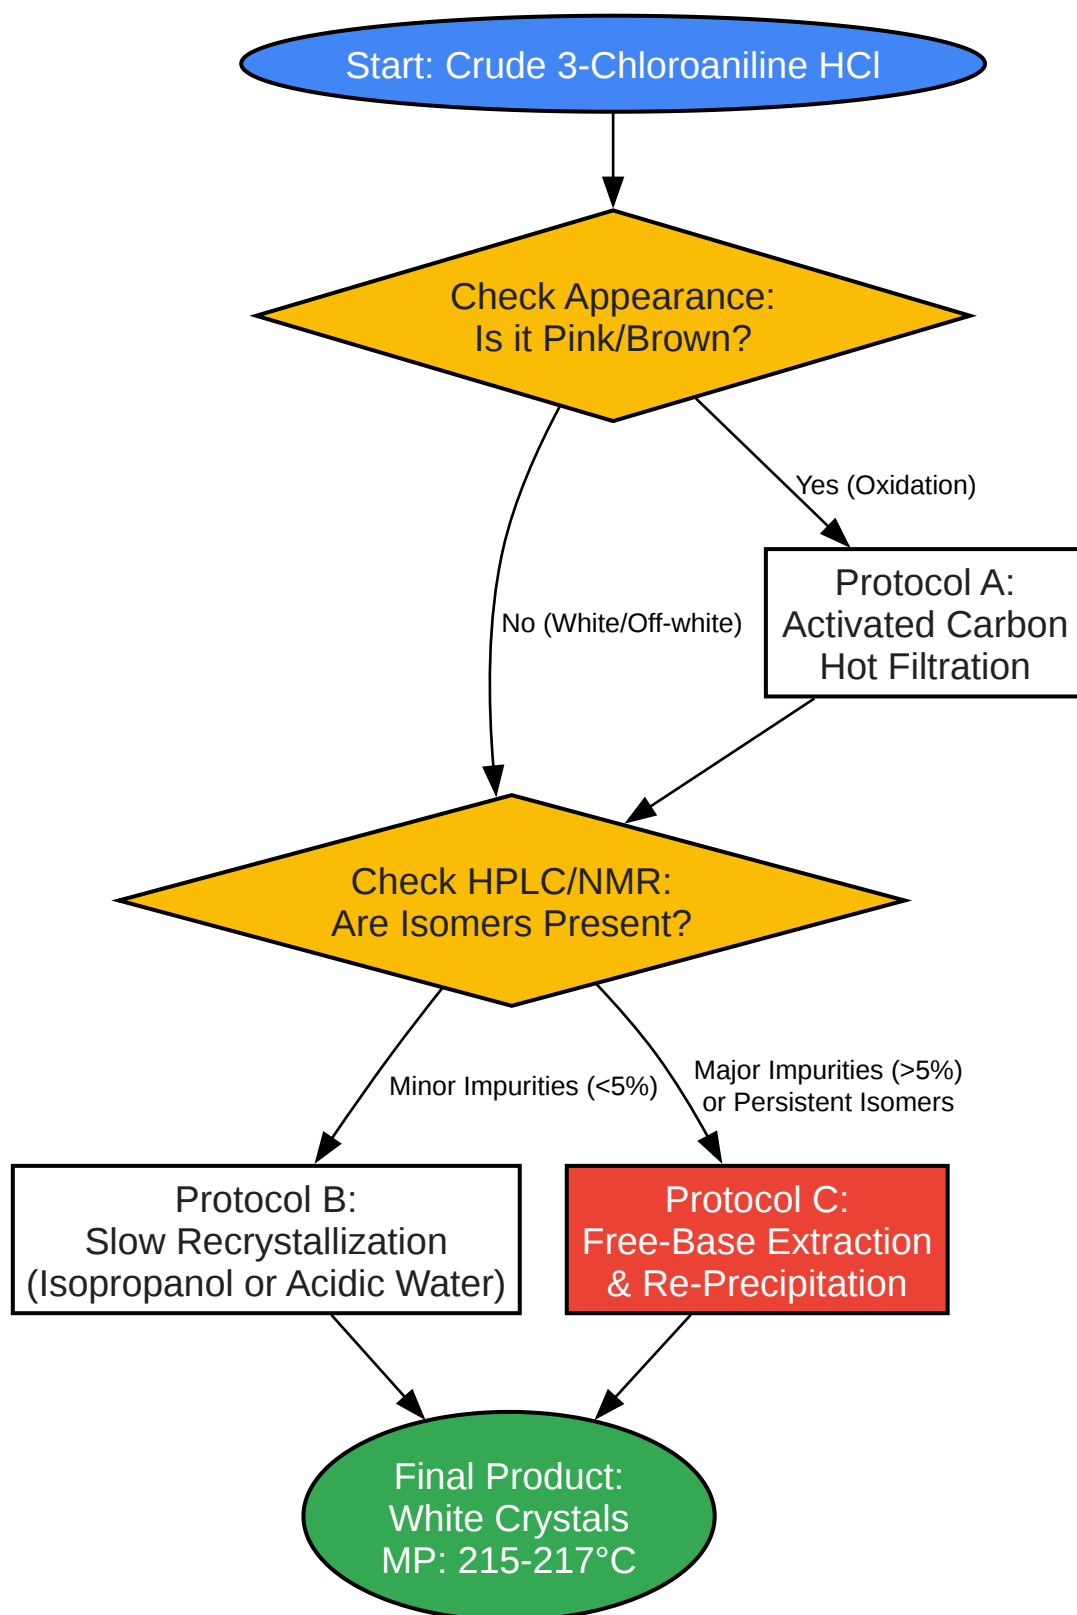 Start: Crude 3-Chloroaniline HCl
Check Appearance:
Is it Pink/Brown?
Yes (Oxidation)
Protocol A:
Activated Carbon
Hot Filtration
No (White/Off-white)
Check HPLC/NMR:
Are Isomers Present?
Minor Impurities (<5%)
Major Impurities (>5%)
or Persistent Isomers
Protocol B:
Slow Recrystallization
(Isopropanol or Acidic Water)
Protocol C:
Free-Base Extraction
& Re-Precipitation
Final Product:
White Crystals
MP: 215-217°C